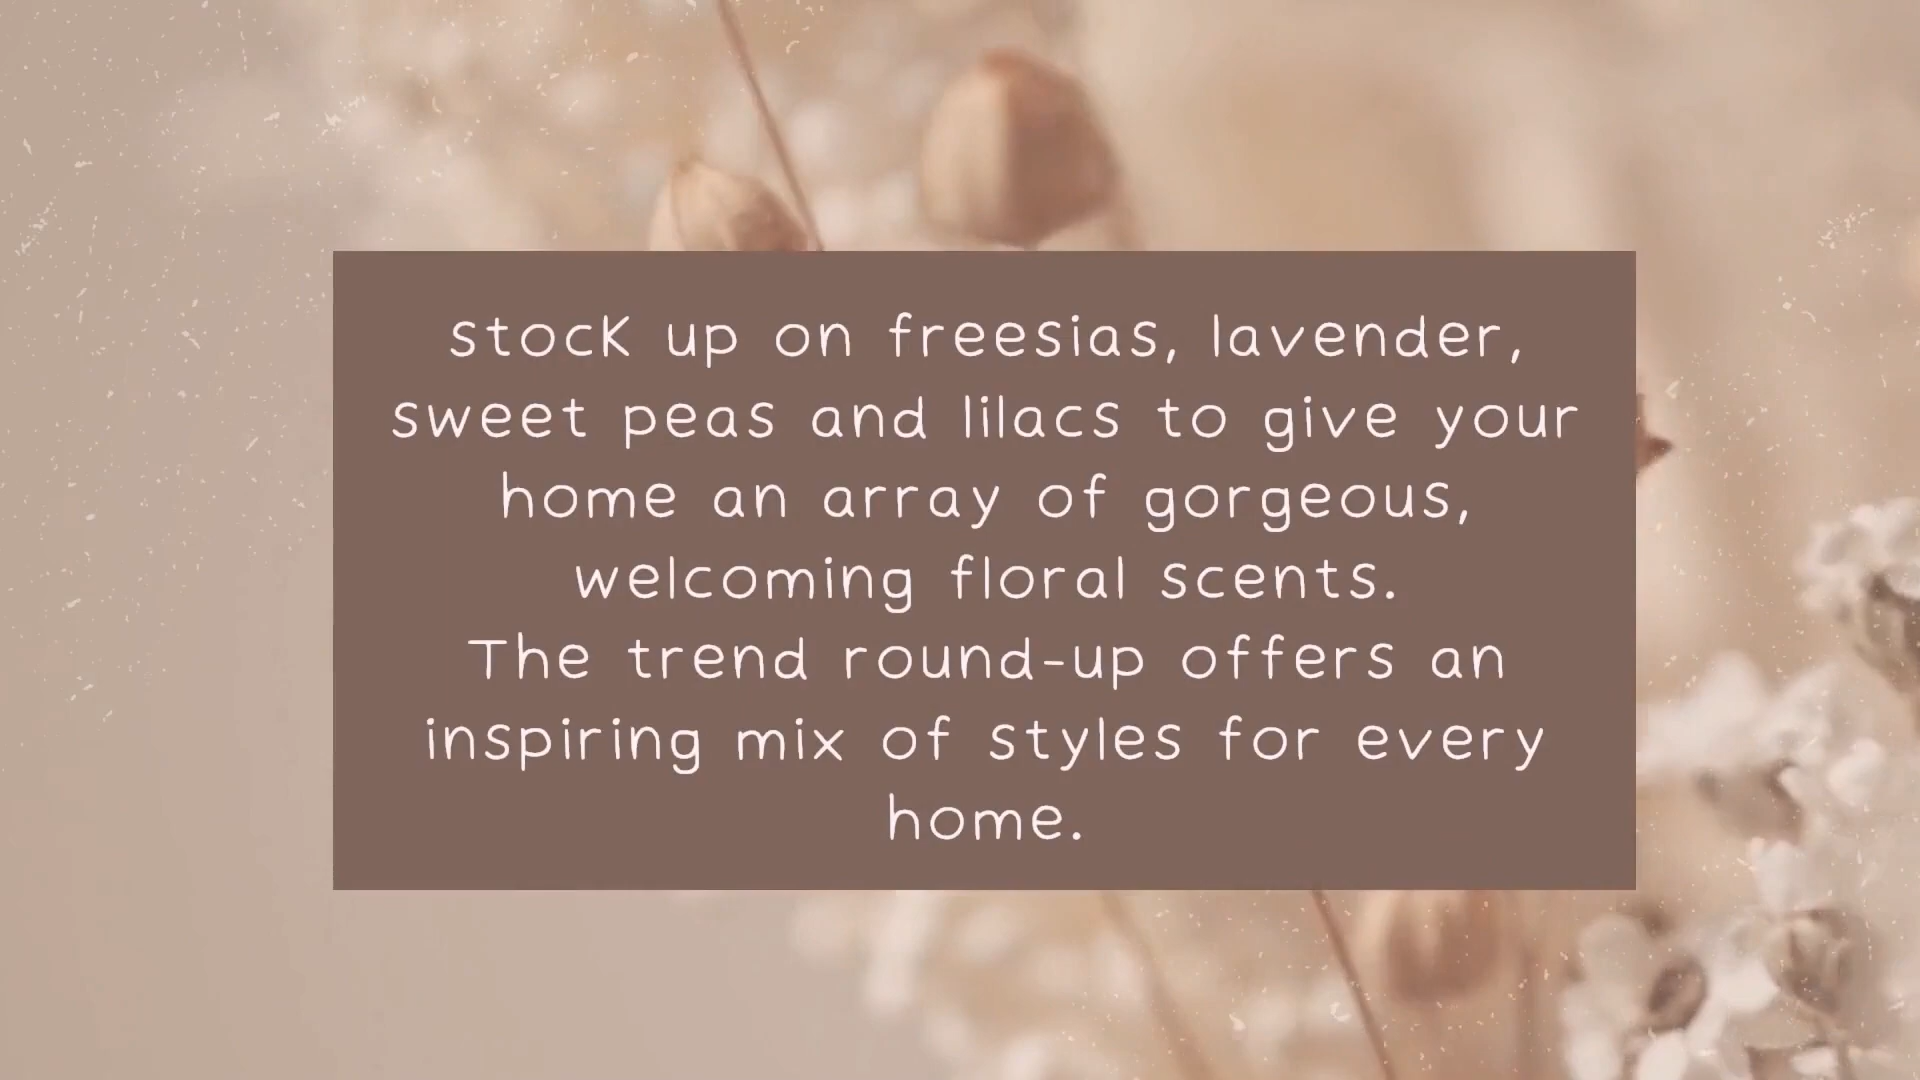 stock up on freesias, lavender,
sweet peas and lilacs to give your
home an array of gorgeous,
welcoming floral scents.
The trend round-up offers an
inspiring mix of styles for every
home.